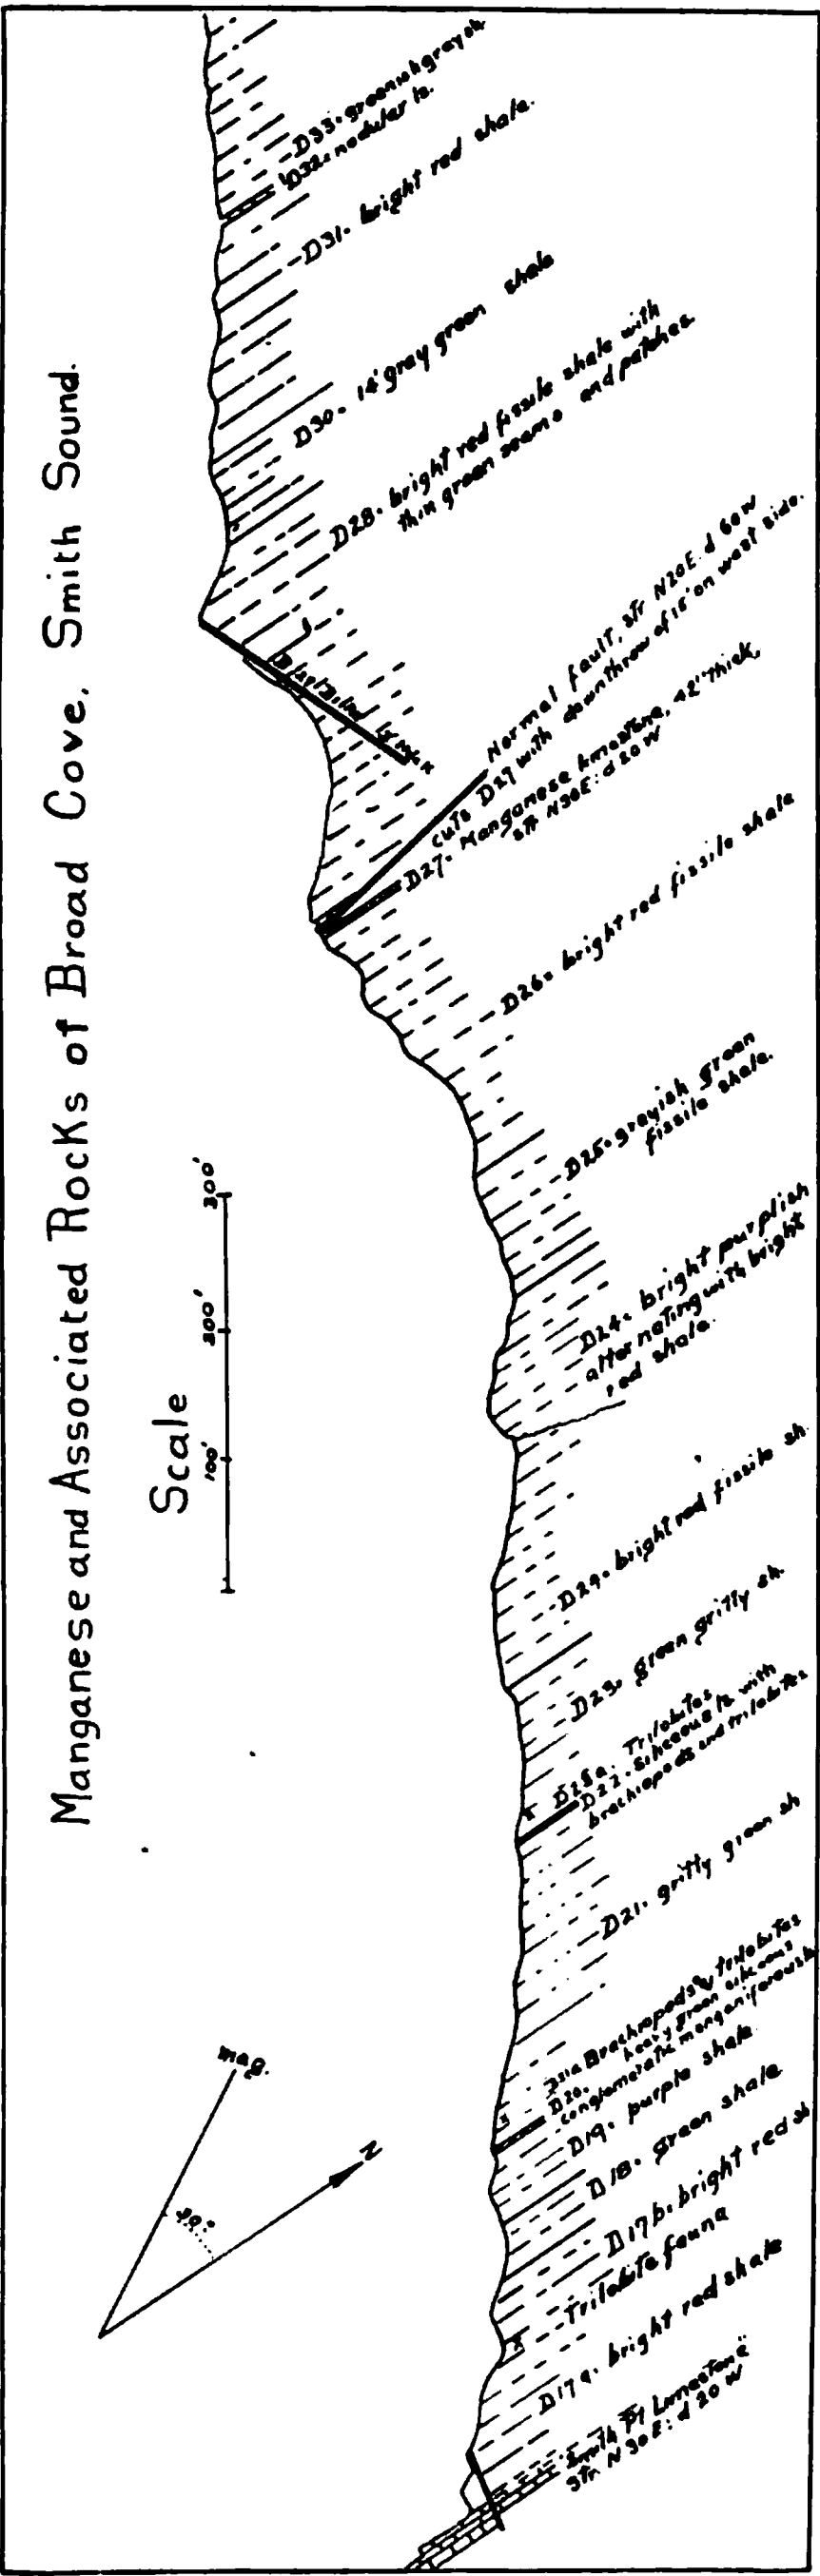 Manganese and Associated Rocks of Broad Cove, Smith Sound.
Scale
100' 200' 300'
mag.
N
D33. greenish gray sh.
D32. nodular ls.
D31. bright red shale.
D30. 14' gray green shale
D28. bright red fissile shale with
thin green seams and patches.
Normal fault, str N20E: d 60W
cuts D27 with downthrow of 15' on west side.
D27. Manganese limestone, 42" thick,
str N30E: d 20W
D26. bright red fissile shale
D25. grayish green
fissile shale.
D24. bright purplish
alternating with bright
red shale.
D29. bright red fissile sh.
D23. green gritty sh.
Trilobites
D22. Siliceous ls with
brachiopods and trilobites
D21. gritty green sh
Brachiopods & trilobites
D20. heavy green siliceous
conglomeratic manganiferous sh.
D19. purple shale
D18. green shale
D17b. bright red sh
Trilobite fauna
D17a. bright red shale
Smith Pt Limestone
Str. N30E: d 20W